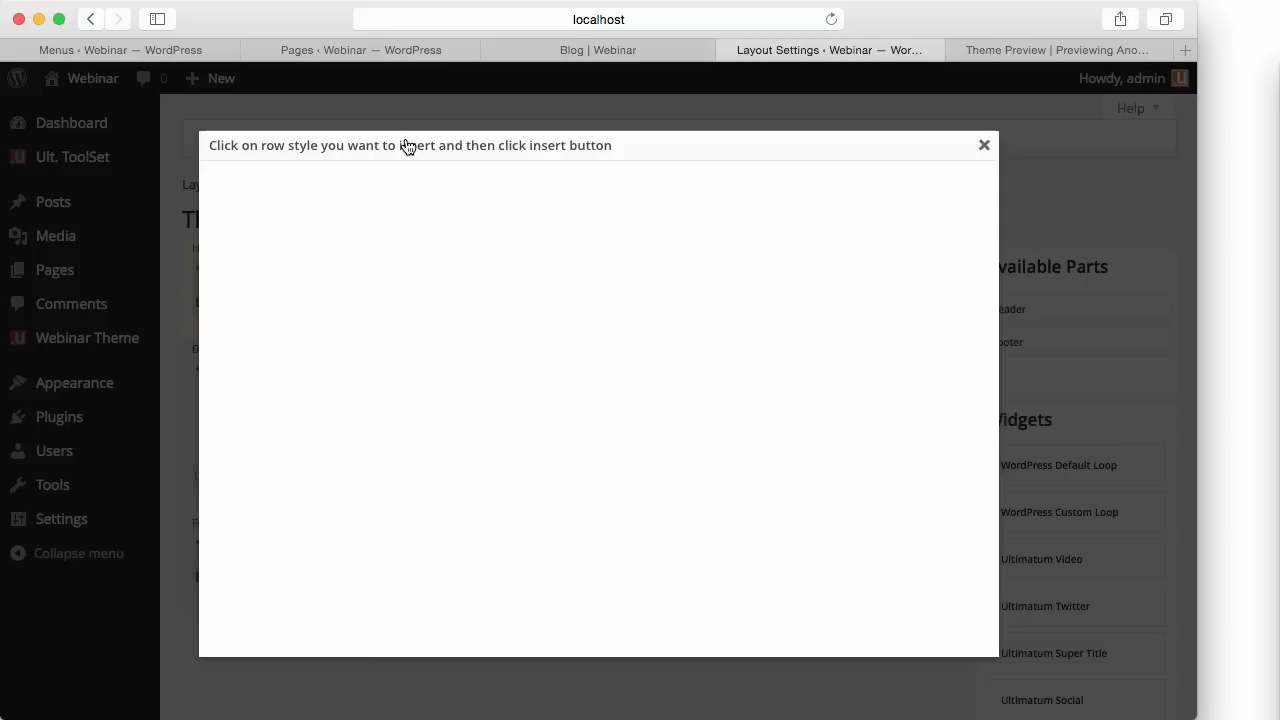 localhost
Menus ‹ Webinar — WordPress
Pages ‹ Webinar — WordPress
Blog | Webinar
Layout Settings ‹ Webinar — Wor...
Theme Preview | Previewing Ano...
Webinar
0
New
Howdy, admin
Help
Dashboard
Ult. ToolSet
Posts
Media
Pages
Comments
Webinar Theme
Appearance
Plugins
Users
Tools
Settings
Collapse menu
Click on row style you want to insert and then click insert button
Lay
Th
vailable Parts
eader
ooter
Widgets
WordPress Default Loop
WordPress Custom Loop
Ultimatum Video
Ultimatum Twitter
Ultimatum Super Title
Ultimatum Social